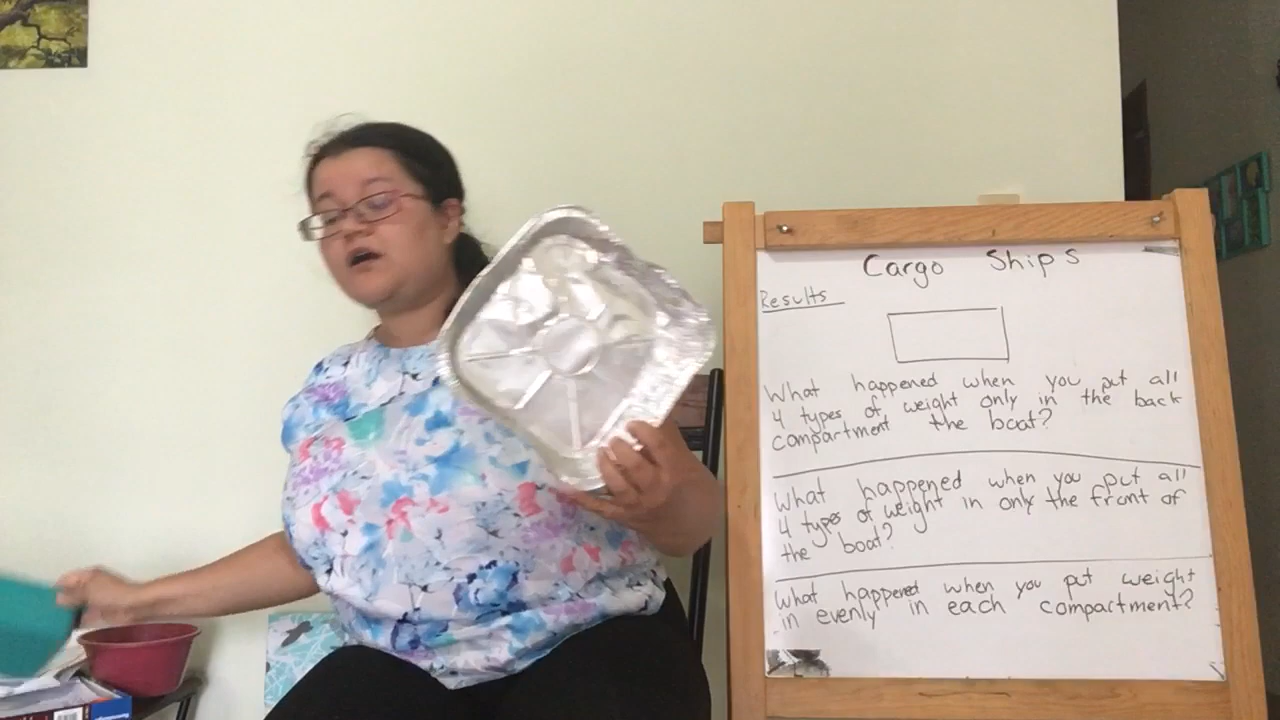 Cargo Ships
Results
What happened when you put all
4 types of weight only in the back
compartment the boat?
What happened when you put all
4 types of weight in only the front of
the boat?
What happened when you put weight
in evenly in each compartment?